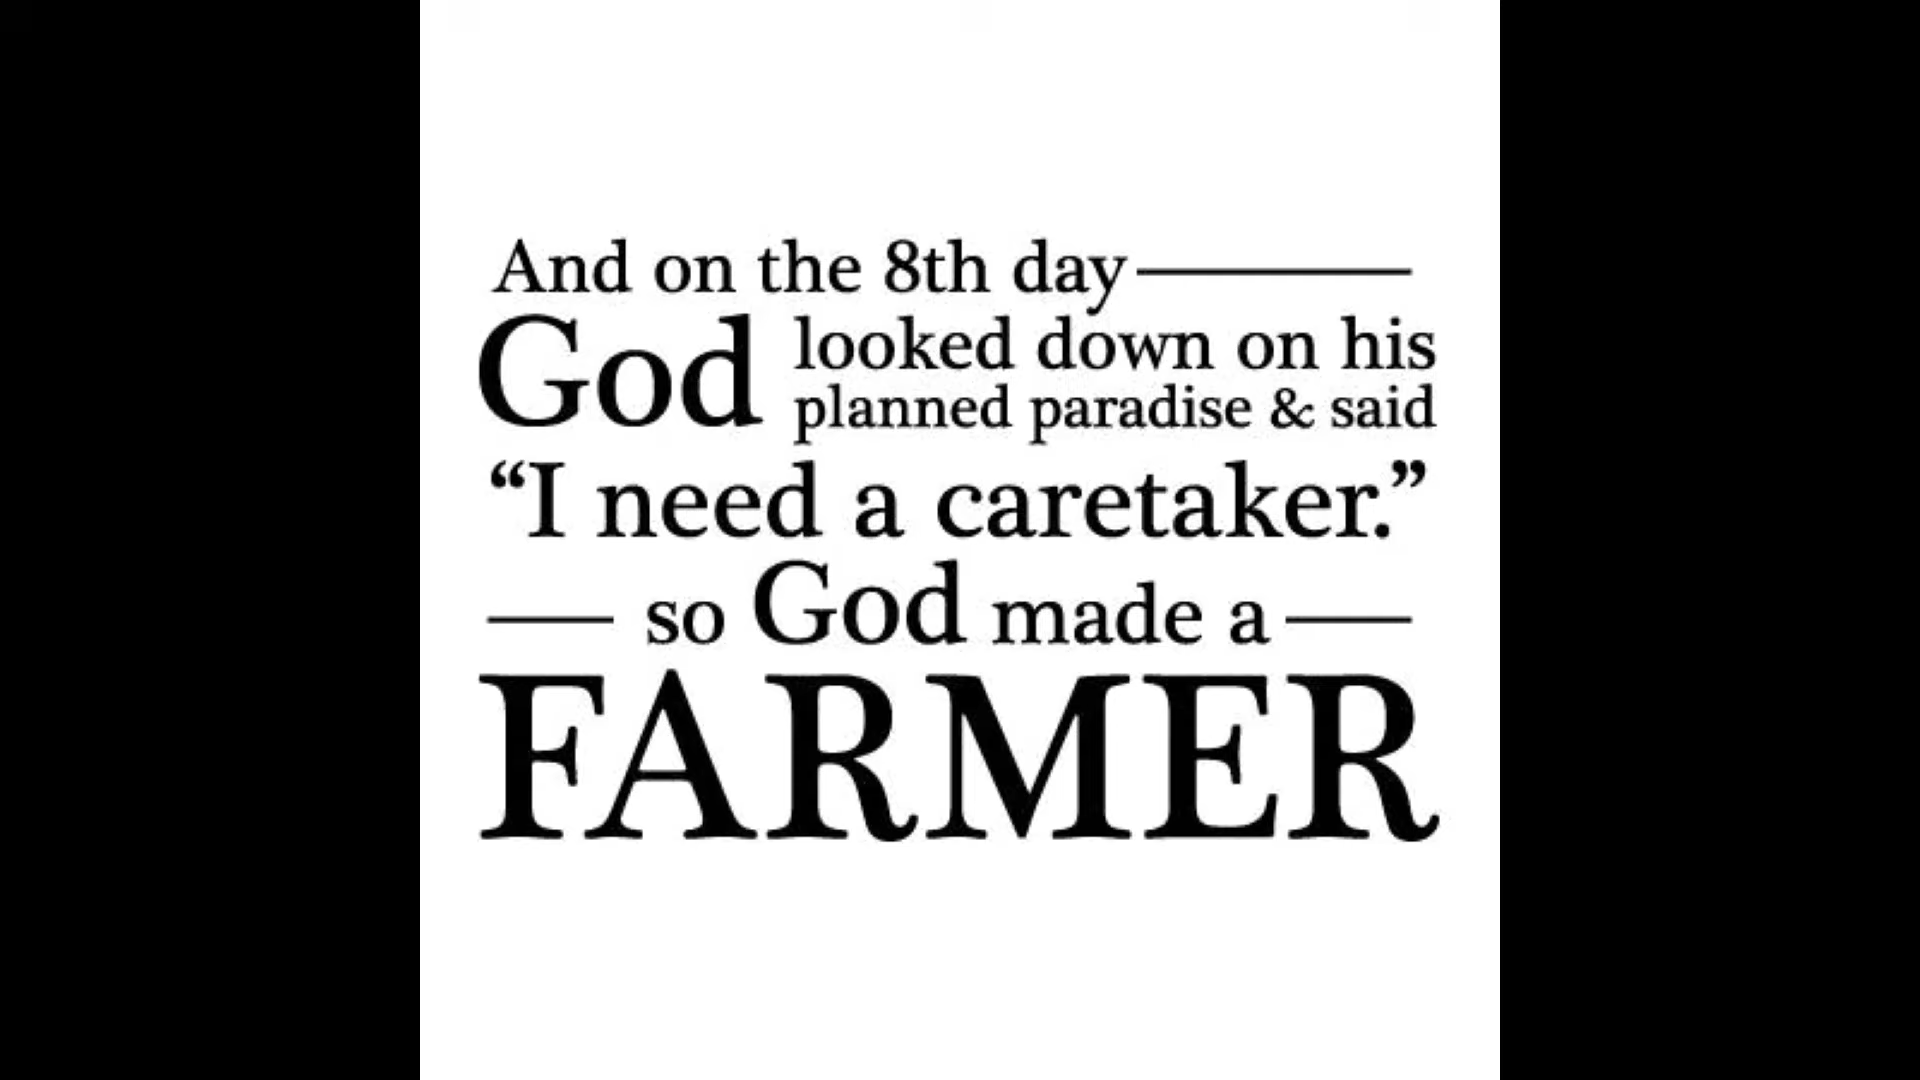 And on the 8th day
God looked down on his
planned paradise & said
“I need a caretaker.”
so God made a
FARMER